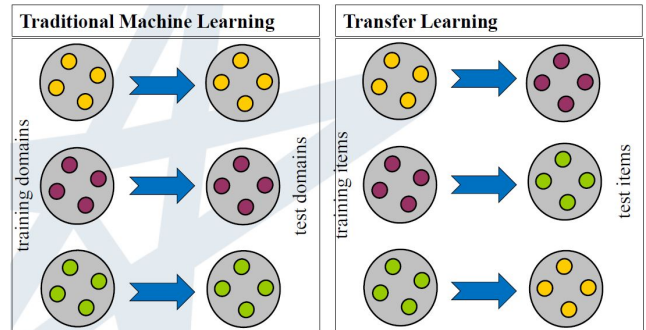 Traditional Machine Learning
training domains
test domains
Transfer Learning
training items
test items